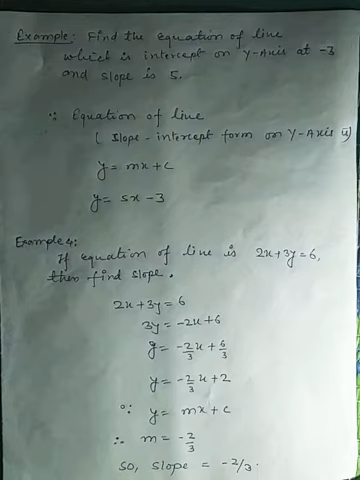 Example: Find the equation of line
which is intercept on Y-Axis at -3
and slope is 5.
∵ Equation of line
( slope - intercept form on Y-Axis is)
y = mx + c
y = 5x - 3
Example 4:
If equation of line is 2x+3y=6,
then find slope.
2x+3y = 6
3y = -2x+6
y = -2/3 x + 6/3
y = -2/3 x + 2
∵ y = mx + c
∴ m = -2/3
so, slope = -2/3.